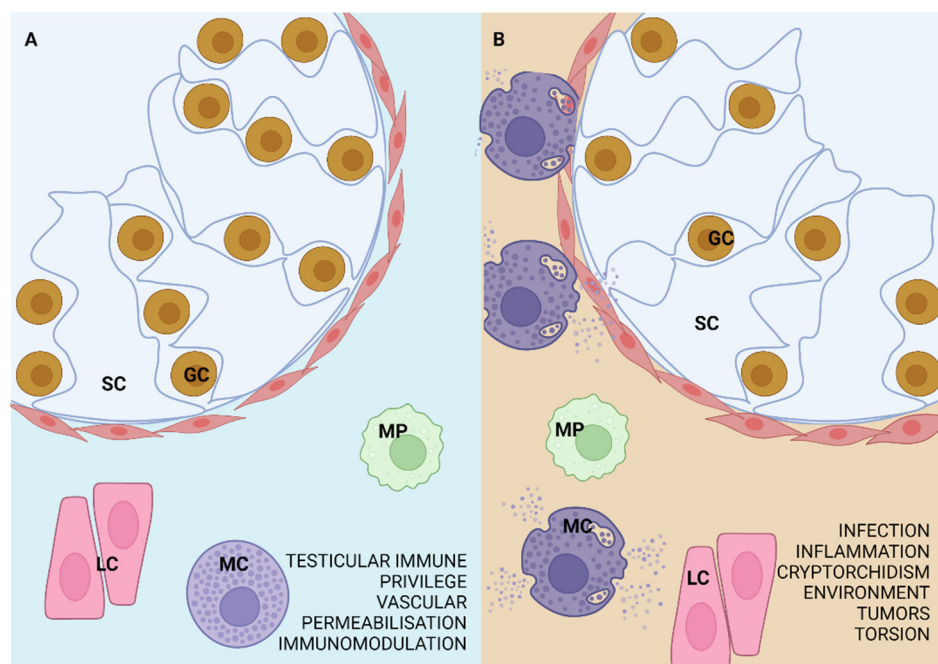 A
SC
GC
MP
LC
MC
TESTICULAR IMMUNE
PRIVILEGE
VASCULAR
PERMEABILISATION
IMMUNOMODULATION
B
GC
SC
MP
MC
LC
INFECTION
INFLAMMATION
CRYPTORCHIDISM
ENVIRONMENT
TUMORS
TORSION